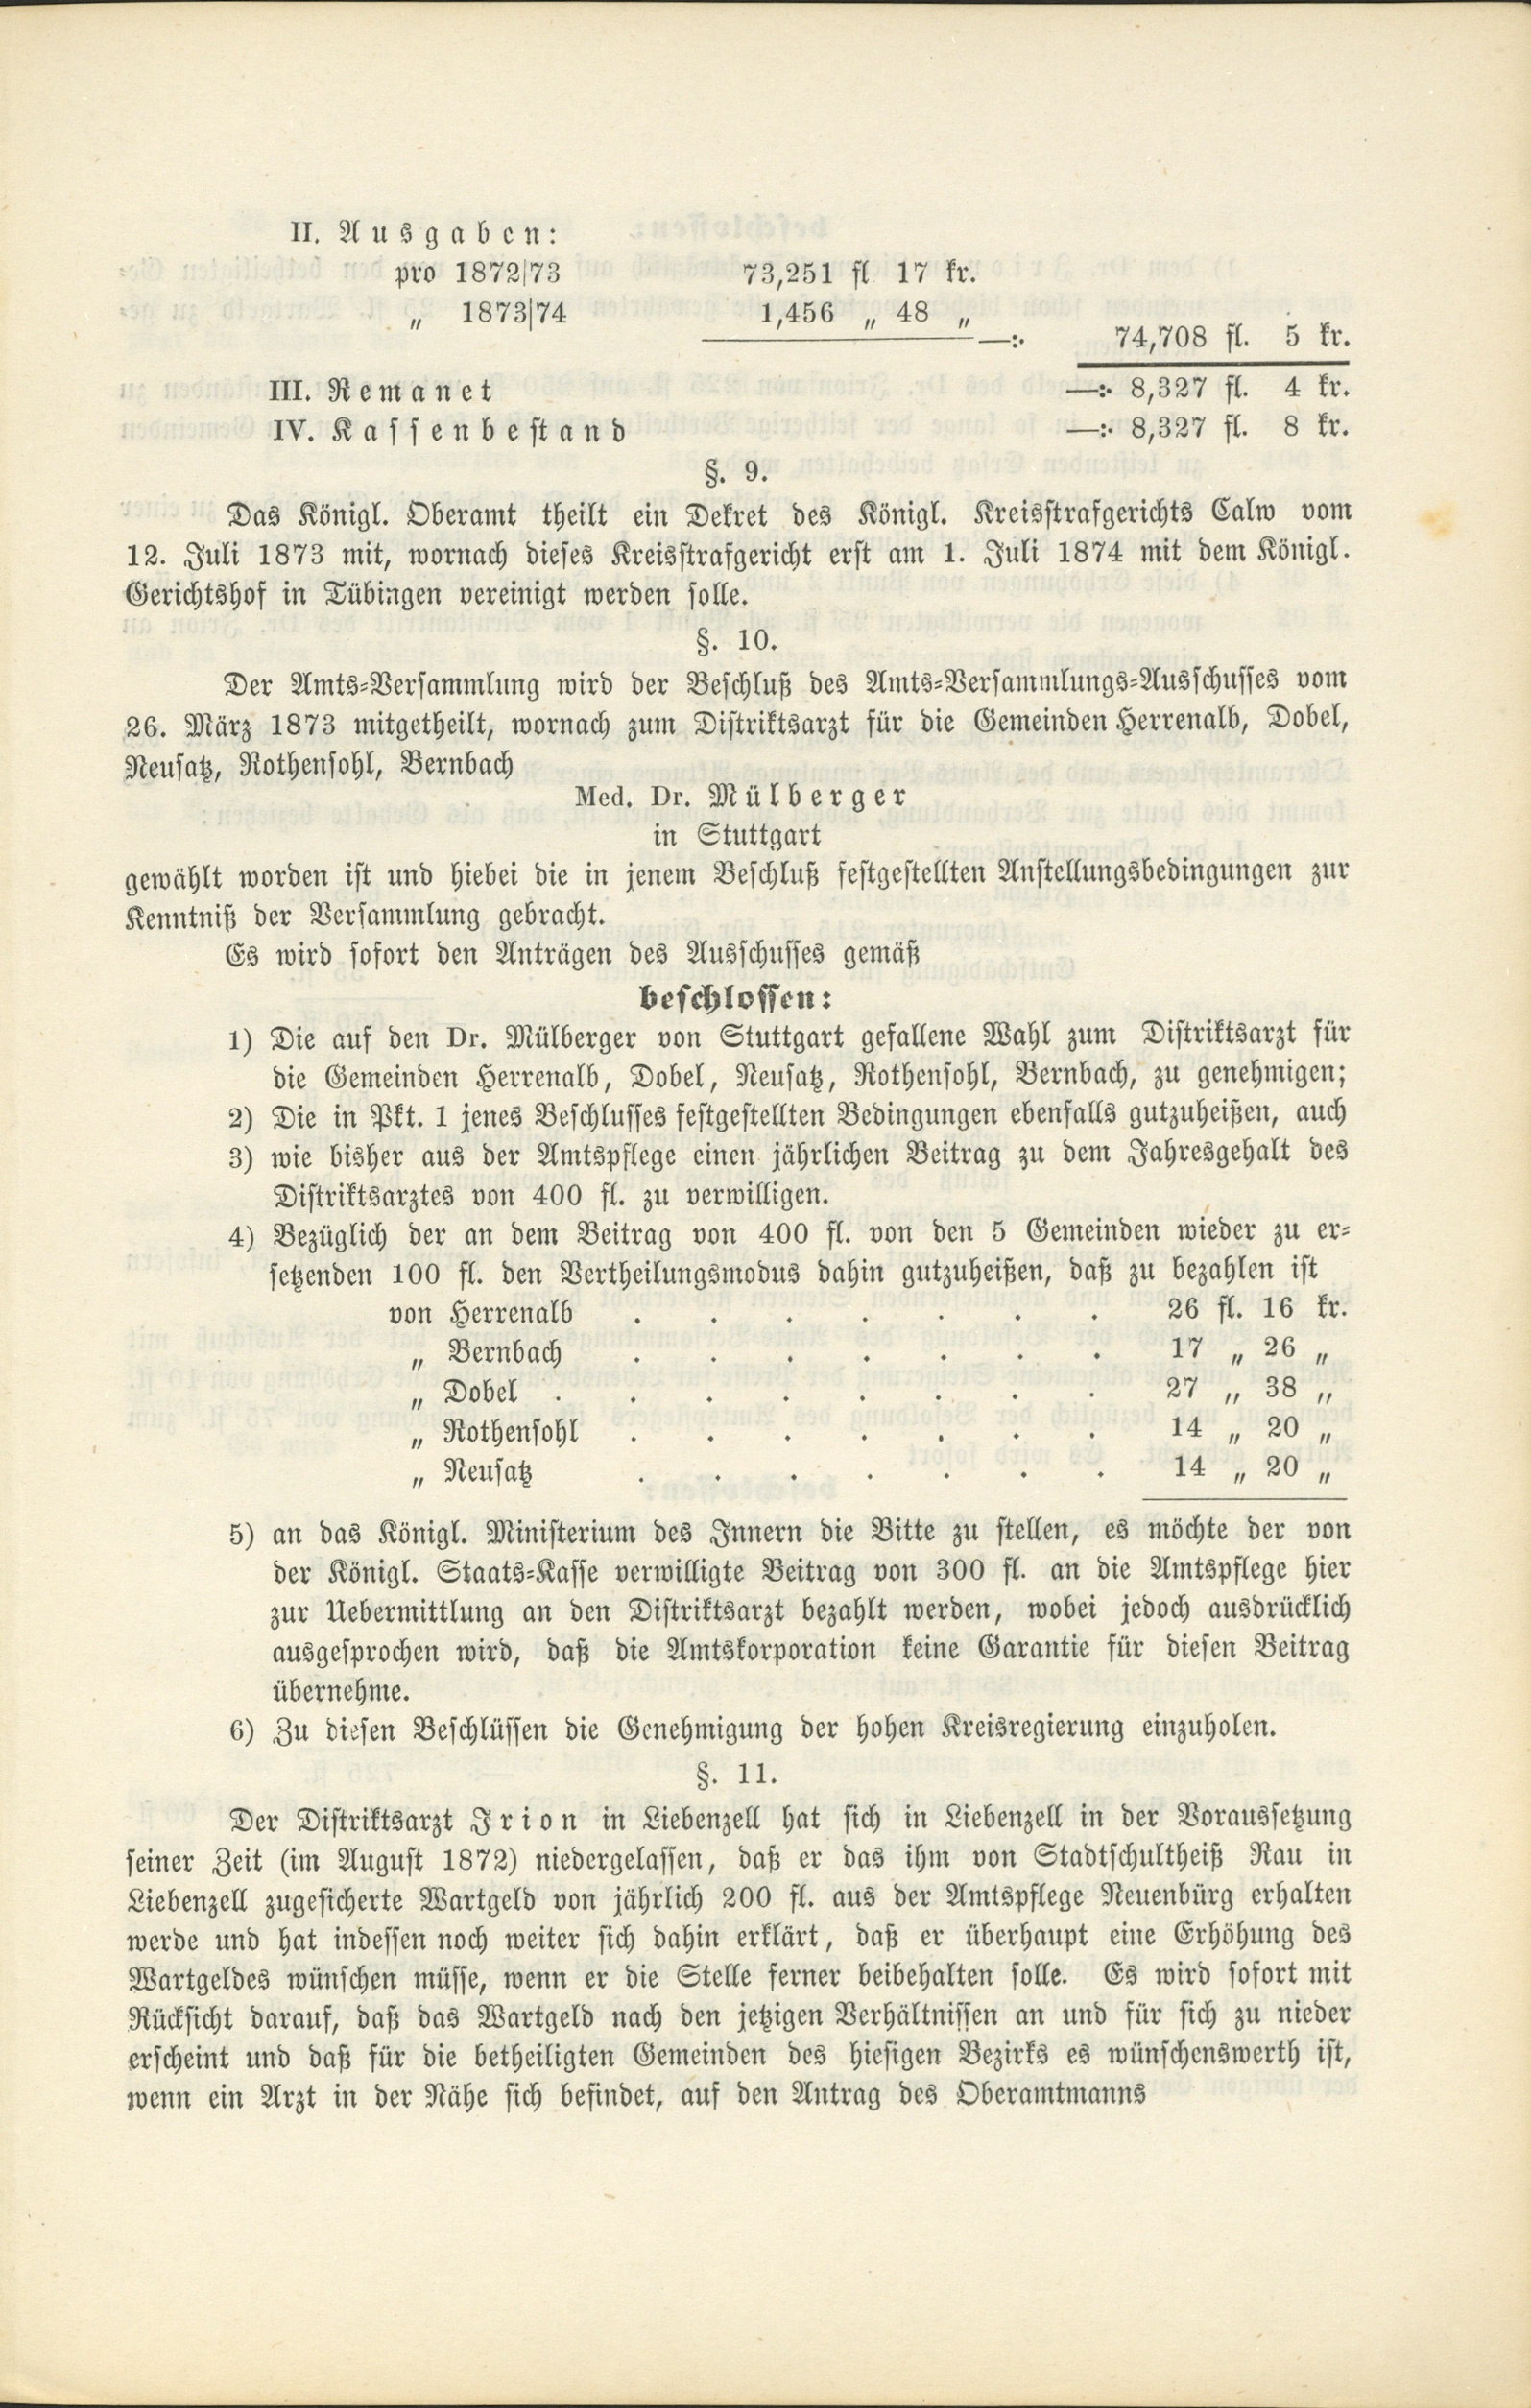 II. Ausgaben:
pro 1872/73 73,251 fl 17 kr.
„ 1873/74 1,456 „ 48 „
—:· 74,708 fl. 5 kr.
III. Remanet —:· 8,327 fl. 4 kr.
IV. Kassenbestand —:· 8,327 fl. 8 kr.
§. 9.
Das Königl. Oberamt theilt ein Dekret des Königl. Kreisstrafgerichts Calw vom
12. Juli 1873 mit, wornach dieses Kreisstrafgericht erst am 1. Juli 1874 mit dem Königl.
Gerichtshof in Tübingen vereinigt werden solle.
§. 10.
Der Amts-Versammlung wird der Beschluß des Amts-Versammlungs-Ausschusses vom
26. März 1873 mitgetheilt, wornach zum Distriktsarzt für die Gemeinden Herrenalb, Dobel,
Neusatz, Rothensohl, Bernbach
Med. Dr. Mülberger
in Stuttgart
gewählt worden ist und hiebei die in jenem Beschluß festgestellten Anstellungsbedingungen zur
Kenntniß der Versammlung gebracht.
Es wird sofort den Anträgen des Ausschusses gemäß
beschlossen:
1) Die auf den Dr. Mülberger von Stuttgart gefallene Wahl zum Distriktsarzt für
die Gemeinden Herrenalb, Dobel, Neusatz, Rothensohl, Bernbach, zu genehmigen;
2) Die in Pkt. 1 jenes Beschlusses festgestellten Bedingungen ebenfalls gutzuheißen, auch
3) wie bisher aus der Amtspflege einen jährlichen Beitrag zu dem Jahresgehalt des
Distriktsarztes von 400 fl. zu verwilligen.
4) Bezüglich der an dem Beitrag von 400 fl. von den 5 Gemeinden wieder zu er-
setzenden 100 fl. den Vertheilungsmodus dahin gutzuheißen, daß zu bezahlen ist
von Herrenalb . . . . . . . 26 fl. 16 kr.
„ Bernbach . . . . . . . 17 „ 26 „
„ Dobel . . . . . . . . 27 „ 38 „
„ Rothensohl . . . . . . . 14 „ 20 „
„ Neusatz . . . . . . . 14 „ 20 „
5) an das Königl. Ministerium des Innern die Bitte zu stellen, es möchte der von
der Königl. Staats-Kasse verwilligte Beitrag von 300 fl. an die Amtspflege hier
zur Uebermittlung an den Distriktsarzt bezahlt werden, wobei jedoch ausdrücklich
ausgesprochen wird, daß die Amtskorporation keine Garantie für diesen Beitrag
übernehme.
6) Zu diesen Beschlüssen die Genehmigung der hohen Kreisregierung einzuholen.
§. 11.
Der Distriktsarzt Irion in Liebenzell hat sich in Liebenzell in der Voraussetzung
seiner Zeit (im August 1872) niedergelassen, daß er das ihm von Stadtschultheiß Rau in
Liebenzell zugesicherte Wartgeld von jährlich 200 fl. aus der Amtspflege Neuenbürg erhalten
werde und hat indessen noch weiter sich dahin erklärt, daß er überhaupt eine Erhöhung des
Wartgeldes wünschen müsse, wenn er die Stelle ferner beibehalten solle. Es wird sofort mit
Rücksicht darauf, daß das Wartgeld nach den jetzigen Verhältnissen an und für sich zu nieder
erscheint und daß für die betheiligten Gemeinden des hiesigen Bezirks es wünschenswerth ist,
wenn ein Arzt in der Nähe sich befindet, auf den Antrag des Oberamtmanns